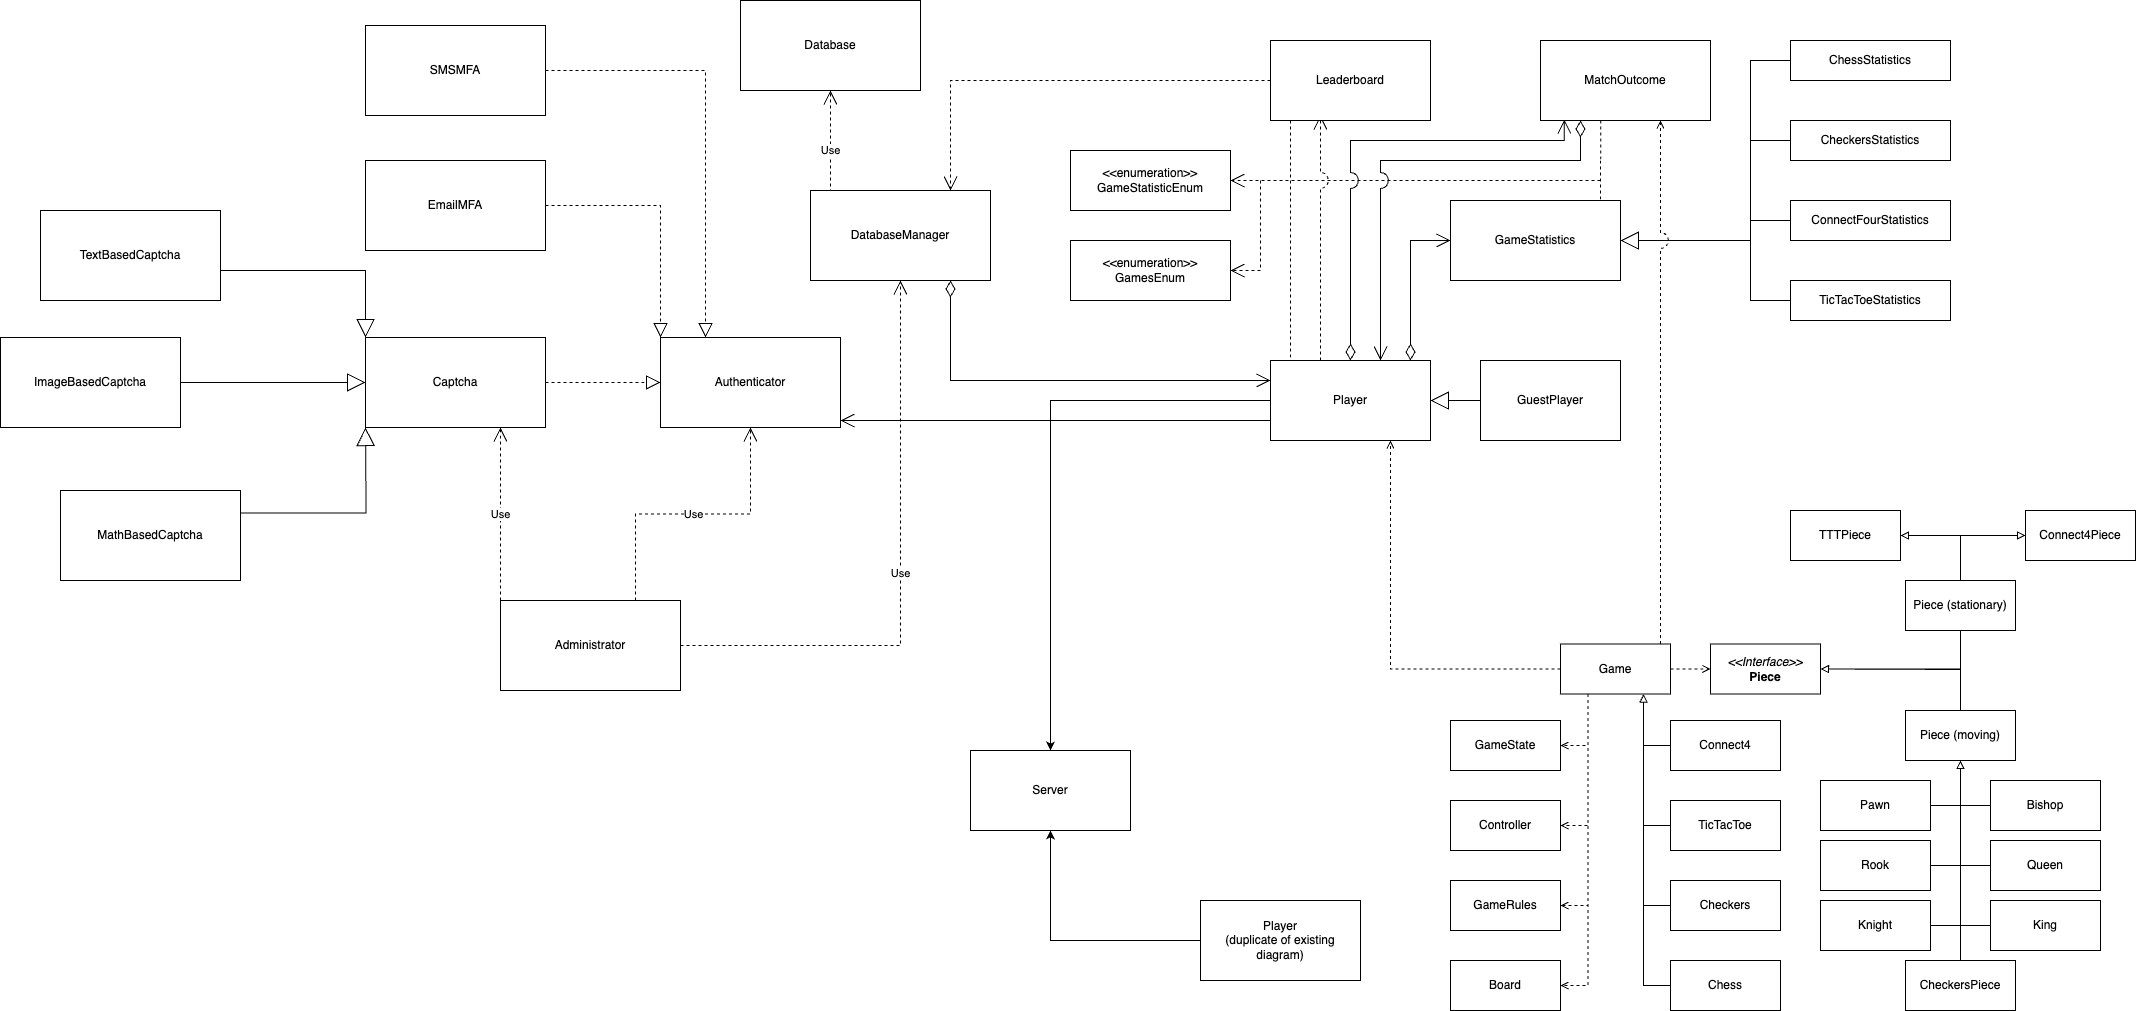 Database
SMSMFA
Leaderboard
MatchOutcome
ChessStatistics
CheckersStatistics
Use
<<enumeration>>
GameStatisticEnum
EmailMFA
DatabaseManager
ConnectFourStatistics
GameStatistics
TextBasedCaptcha
<<enumeration>>
GamesEnum
TicTacToeStatistics
ImageBasedCaptcha
Captcha
Authenticator
Player
GuestPlayer
Use
Use
MathBasedCaptcha
TTTPiece
Connect4Piece
Use
Piece (stationary)
Administrator
Game
<<Interface>>
Piece
Piece (moving)
GameState
Connect4
Server
Pawn
Bishop
Controller
TicTacToe
Rook
Queen
GameRules
Checkers
Knight
King
Player
(duplicate of existing
diagram)
Board
Chess
CheckersPiece